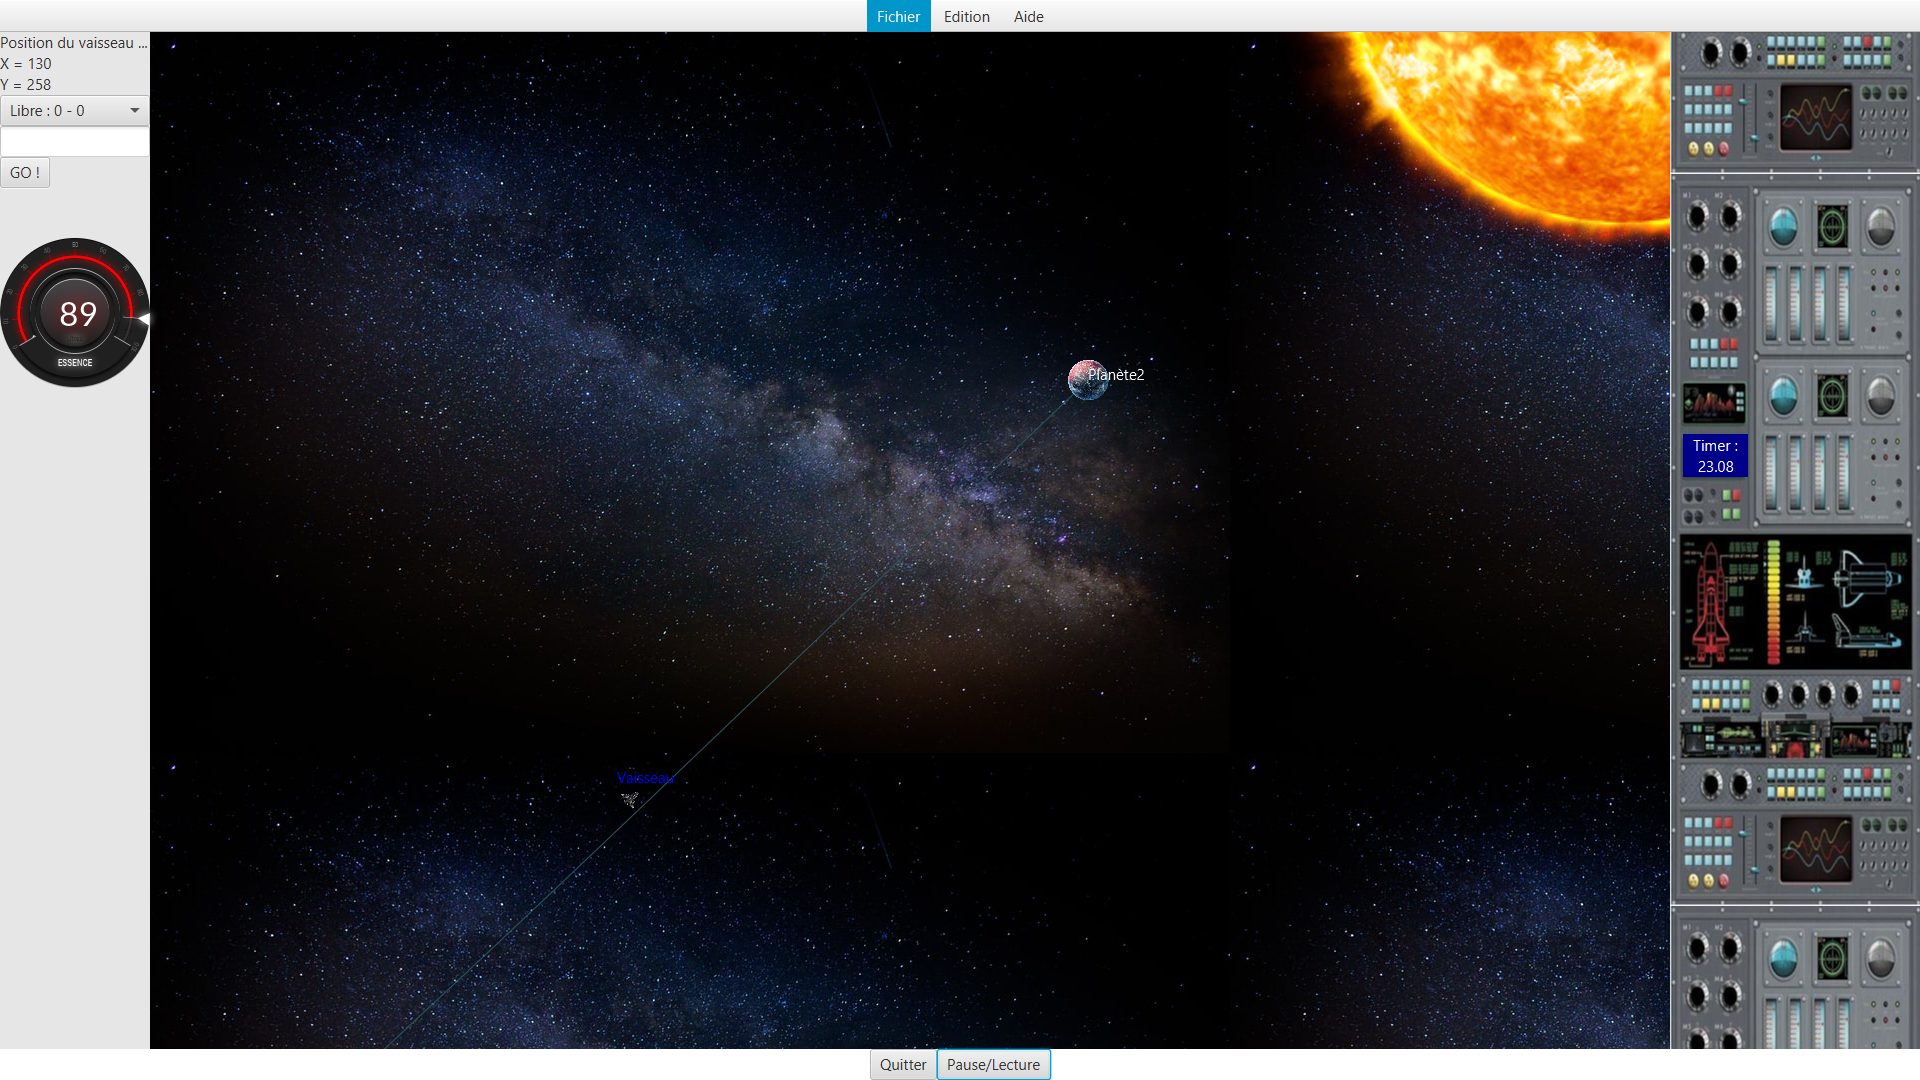 Fichier Edition Aide
Position du vaisseau ...
X = 130
Y = 258
Libre : 0 - 0
GO !
89
ESSENCE
Planète2
Vaisseau
Timer :
23.08
Quitter Pause/Lecture